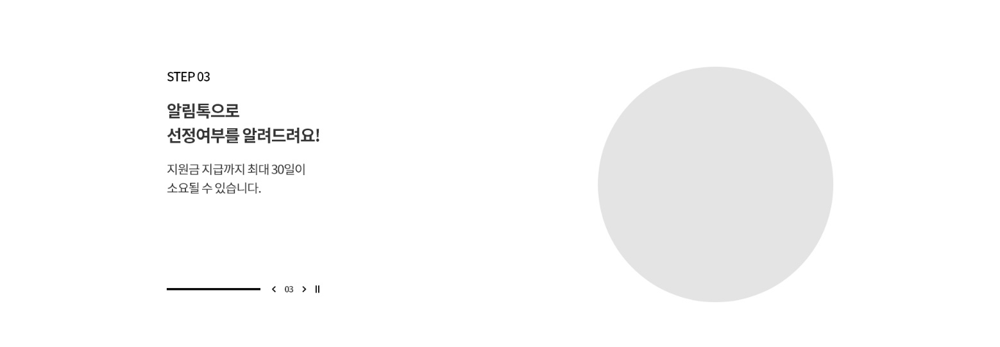 STEP 03
알림톡으로
선정여부를 알려드려요!
지원금 지급까지 최대 30일이
소요될 수 있습니다.
03